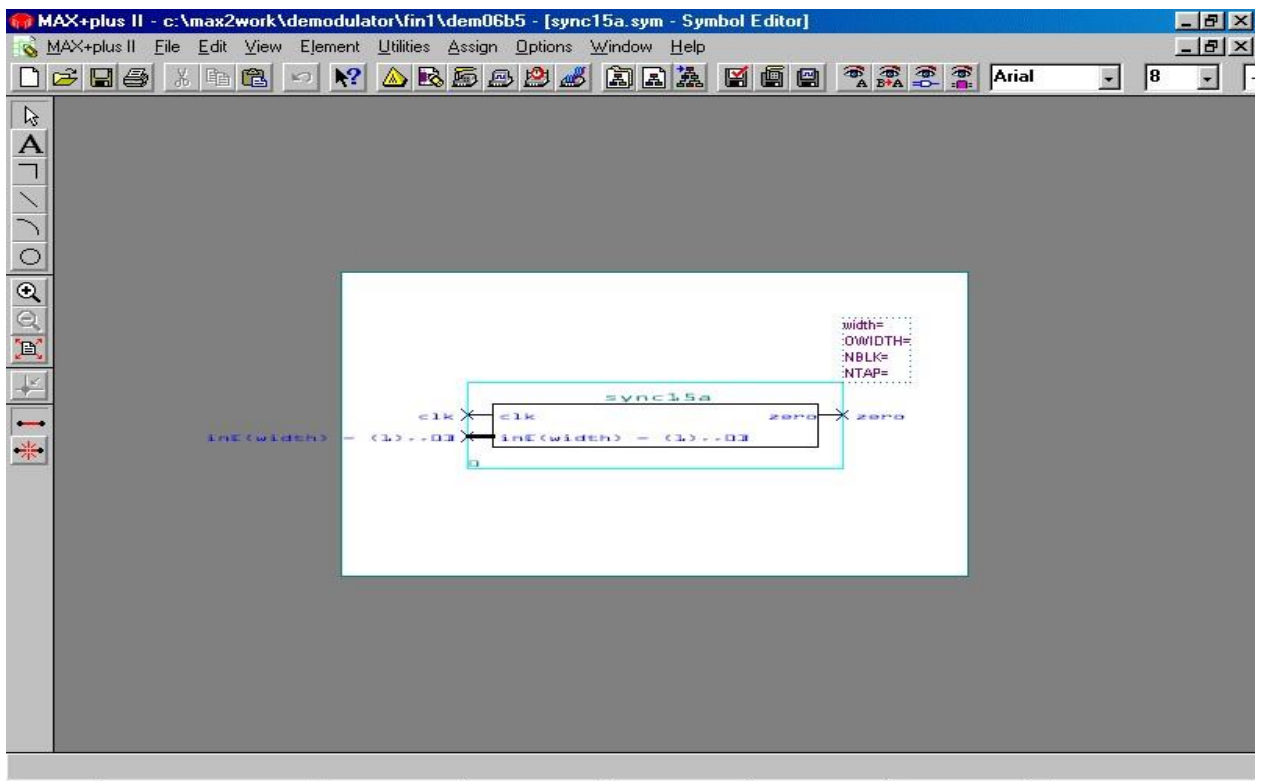 MAX+plus II - c:\max2work\demodulator\fin1\dem06b5 - [sync15a.sym - Symbol Editor]
MAX+plus II File Edit View Element Utilities Assign Options Window Help
Arial 8
A
width=
OWIDTH=
NBLK=
NTAP=
sync15a
clk clk zero zero
in[(width) - (1)..0] in[(width) - (1)..0]